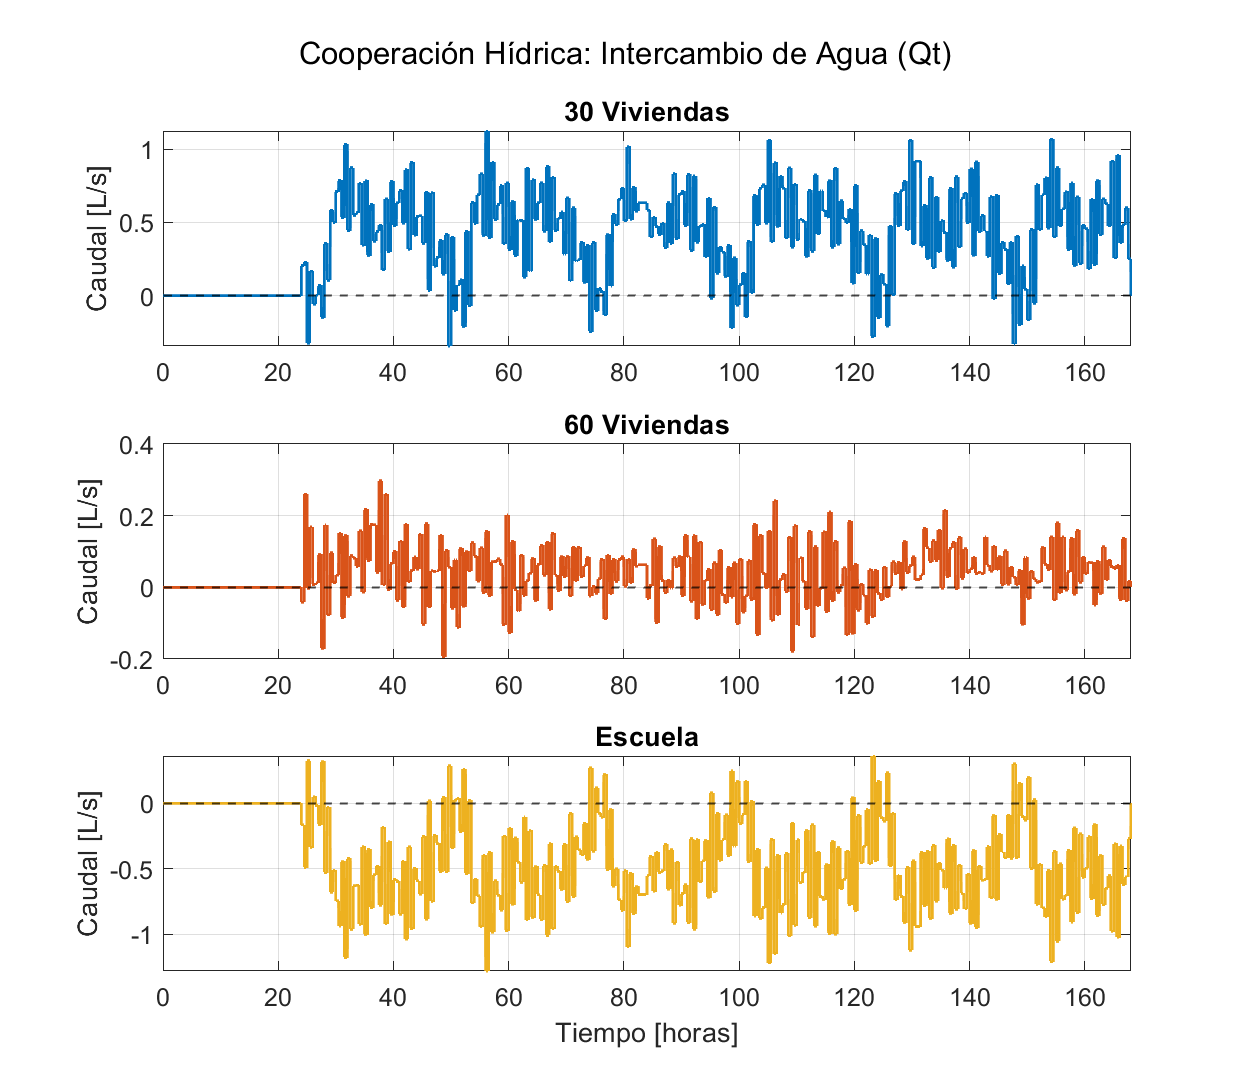 Cooperación Hídrica: Intercambio de Agua (Qt)
30 Viviendas
Caudal [L/s]
1
0.5
0
0 20 40 60 80 100 120 140 160
60 Viviendas
Caudal [L/s]
0.4
0.2
0
-0.2
0 20 40 60 80 100 120 140 160
Escuela
Caudal [L/s]
0
-0.5
-1
0 20 40 60 80 100 120 140 160
Tiempo [horas]